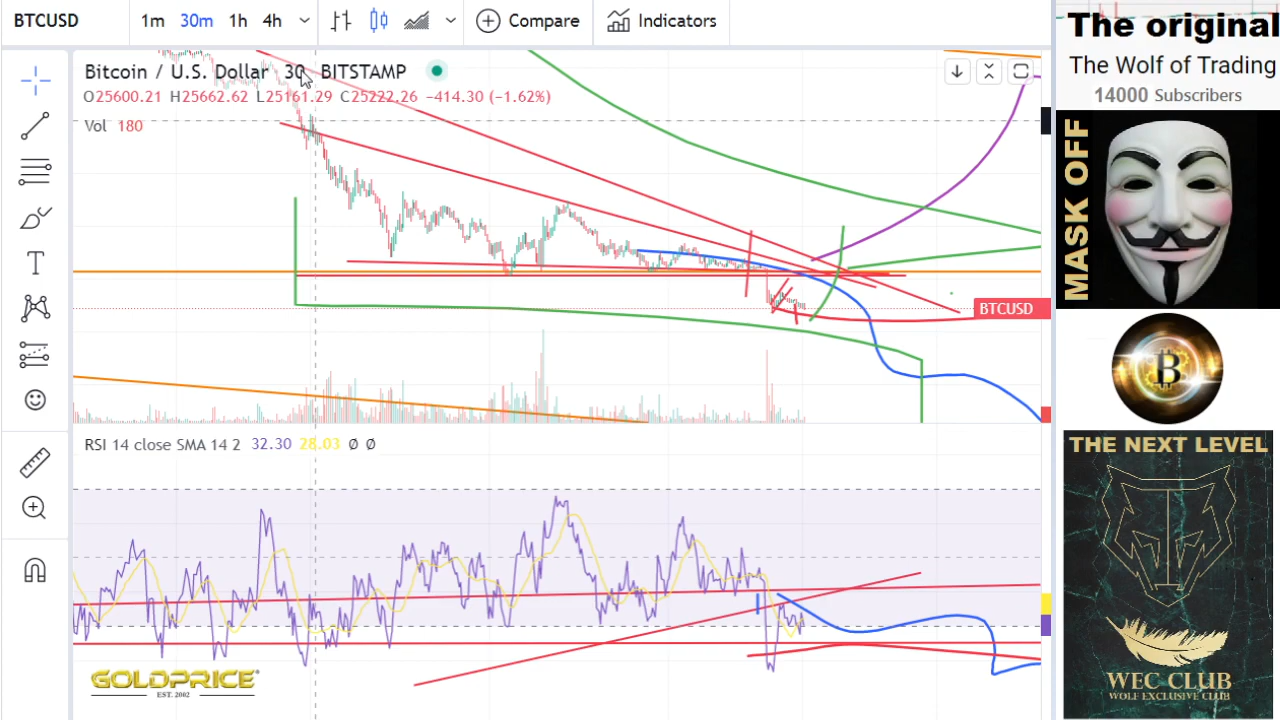 BTCUSD
1m 30m 1h 4h
Compare
Indicators
Bitcoin / U.S. Dollar 30 BITSTAMP
O25600.21 H25662.62 L25161.29 C25222.26 −414.30 (−1.62%)
Vol 180
BTCUSD
RSI 14 close SMA 14 2 32.30 28.03 Ø Ø
GOLDPRICE
EST. 2002
The original
The Wolf of Trading
14000 Subscribers
MASK OFF
THE NEXT LEVEL
WEC CLUB
WOLF EXCLUSIVE CLUB